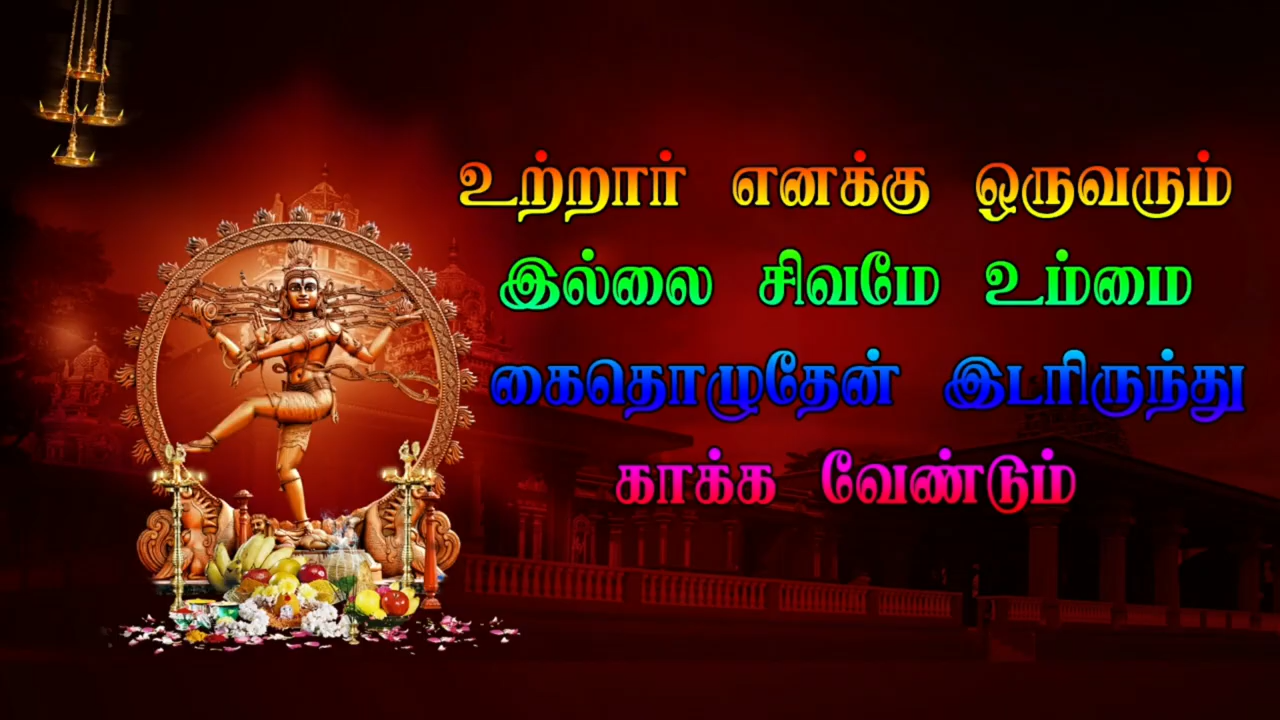 உற்றார் எனக்கு ஒருவரும்
இல்லை சிவமே உம்மை
கைதொழுதேன் இடரிருந்து
காக்க வேண்டும்